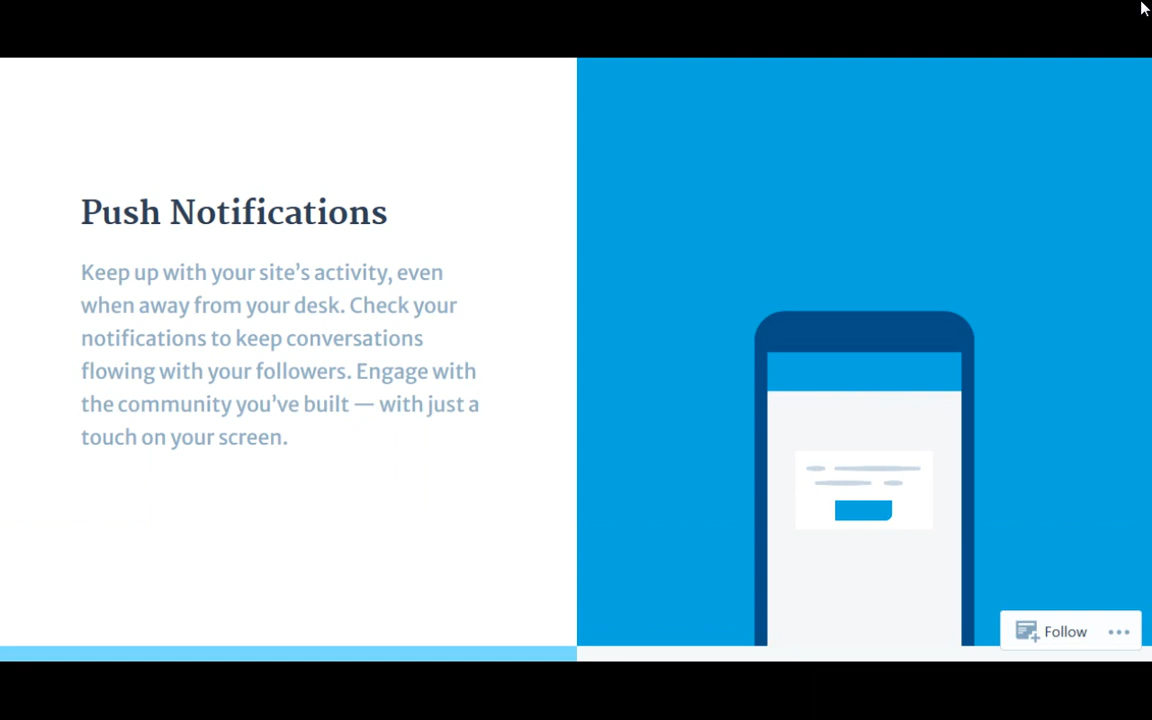 Push Notifications
Keep up with your site’s activity, even
when away from your desk. Check your
notifications to keep conversations
flowing with your followers. Engage with
the community you’ve built — with just a
touch on your screen.
Follow